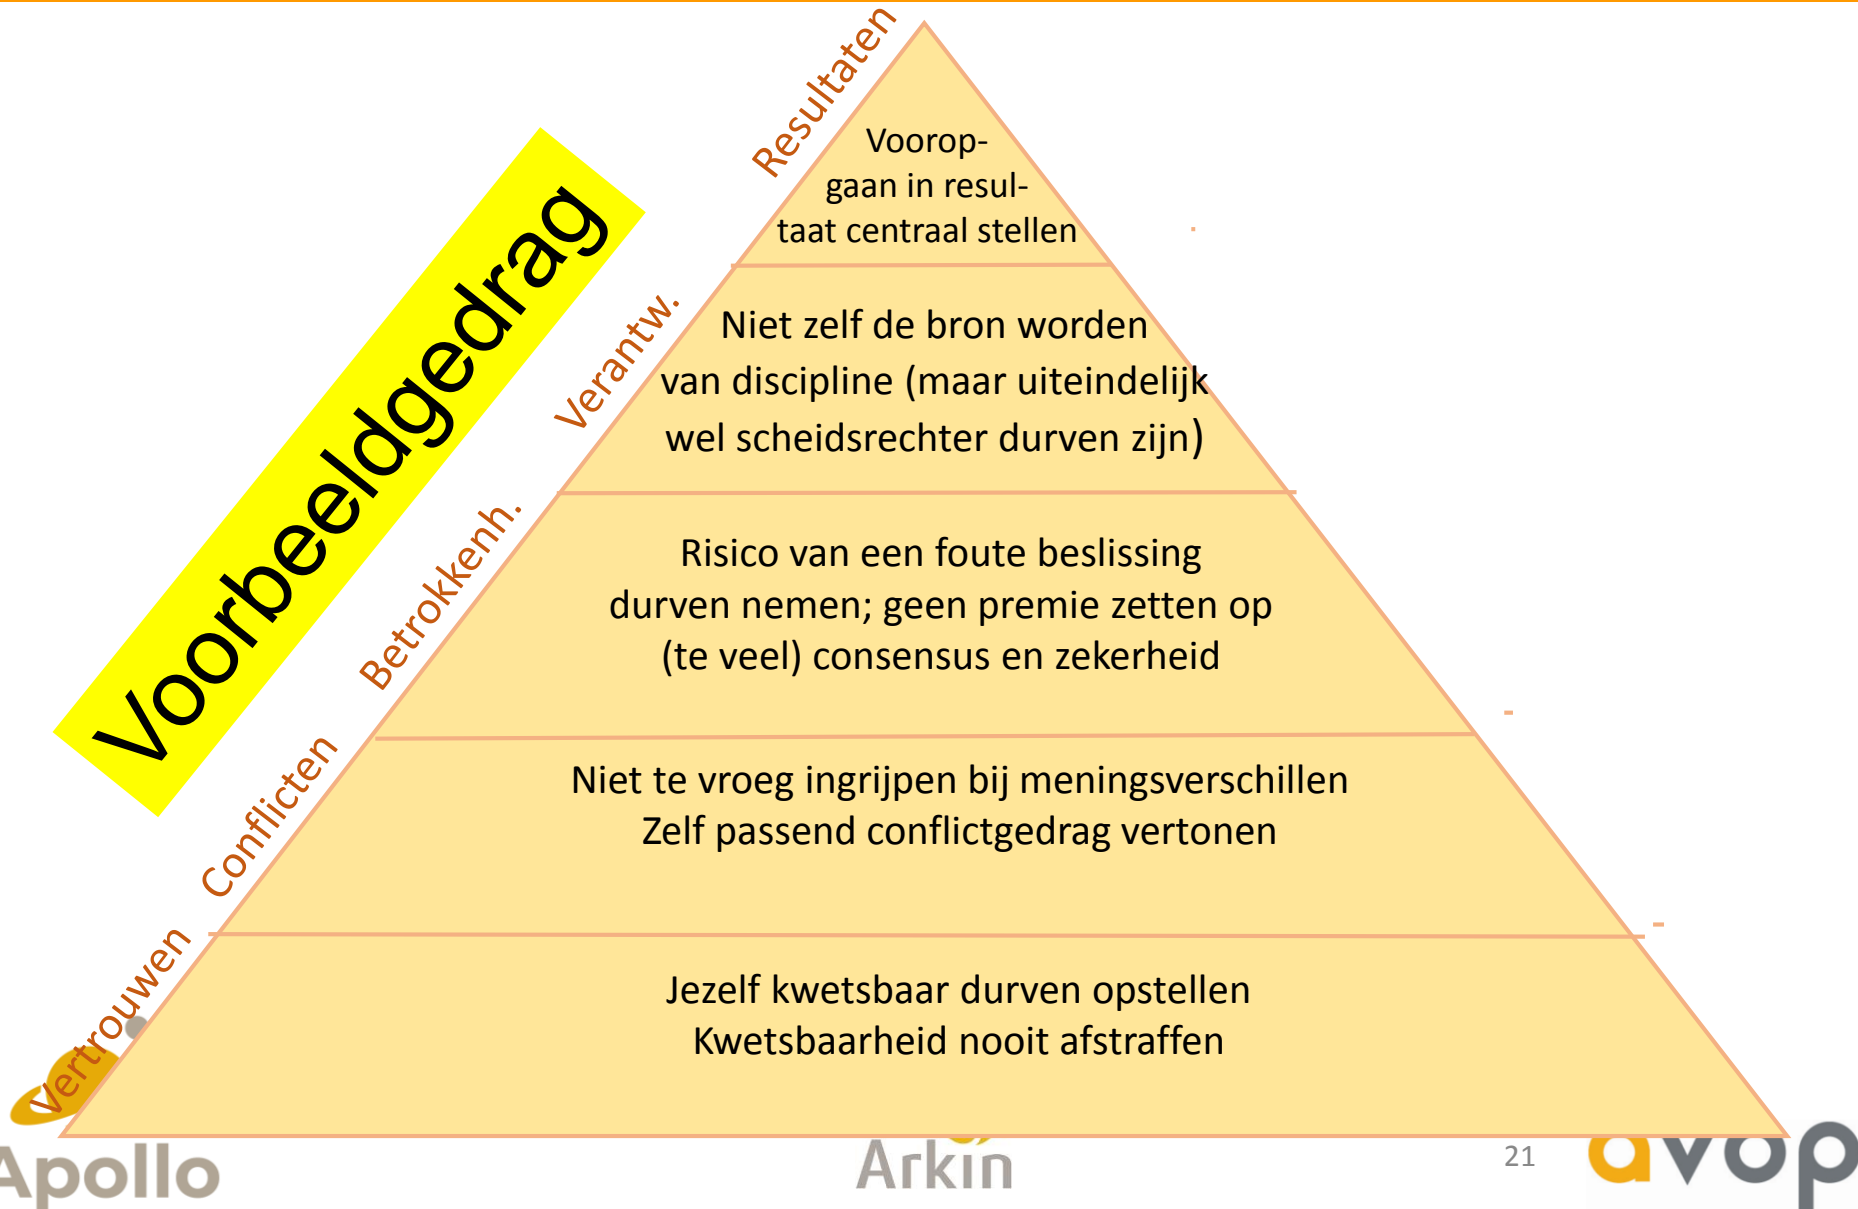 Voorbeeldgedrag
Resultaten
Voorop-
gaan in resul-
taat centraal stellen
Verantw.
Niet zelf de bron worden
van discipline (maar uiteindelijk
wel scheidsrechter durven zijn)
Betrokkenh.
Risico van een foute beslissing
durven nemen; geen premie zetten op
(te veel) consensus en zekerheid
Conflicten
Niet te vroeg ingrijpen bij meningsverschillen
Zelf passend conflictgedrag vertonen
Vertrouwen
Jezelf kwetsbaar durven opstellen
Kwetsbaarheid nooit afstraffen
Apollo
Arkin
21
avop